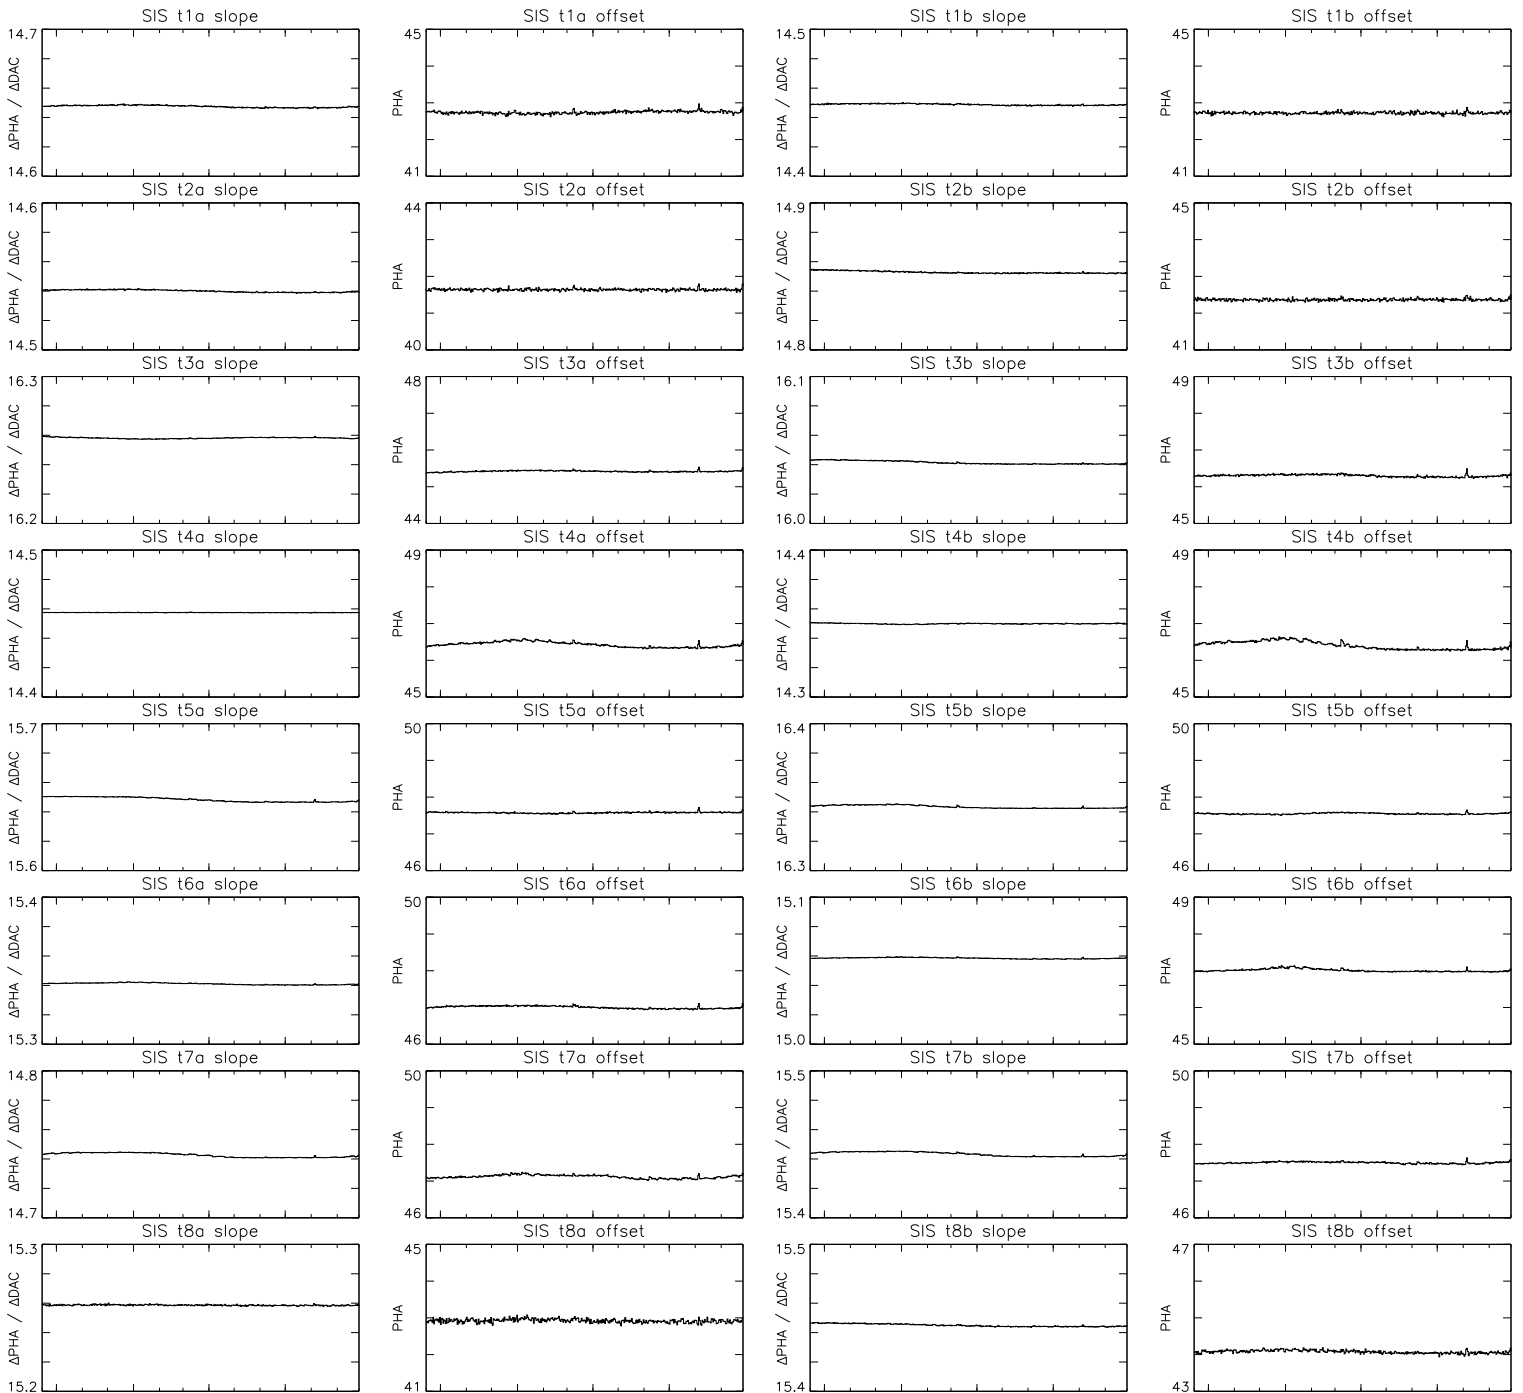 SIS t1a slope
SIS t1a offset
SIS t1b slope
SIS t1b offset
14.7
ΔPHA / ΔDAC
14.6
45
PHA
41
14.5
ΔPHA / ΔDAC
14.4
45
PHA
41
SIS t2a slope
SIS t2a offset
SIS t2b slope
SIS t2b offset
14.6
ΔPHA / ΔDAC
14.5
44
PHA
40
14.9
ΔPHA / ΔDAC
14.8
45
PHA
41
SIS t3a slope
SIS t3a offset
SIS t3b slope
SIS t3b offset
16.3
ΔPHA / ΔDAC
16.2
48
PHA
44
16.1
ΔPHA / ΔDAC
16.0
49
PHA
45
SIS t4a slope
SIS t4a offset
SIS t4b slope
SIS t4b offset
14.5
ΔPHA / ΔDAC
14.4
49
PHA
45
14.4
ΔPHA / ΔDAC
14.3
49
PHA
45
SIS t5a slope
SIS t5a offset
SIS t5b slope
SIS t5b offset
15.7
ΔPHA / ΔDAC
15.6
50
PHA
46
16.4
ΔPHA / ΔDAC
16.3
50
PHA
46
SIS t6a slope
SIS t6a offset
SIS t6b slope
SIS t6b offset
15.4
ΔPHA / ΔDAC
15.3
50
PHA
46
15.1
ΔPHA / ΔDAC
15.0
49
PHA
45
SIS t7a slope
SIS t7a offset
SIS t7b slope
SIS t7b offset
14.8
ΔPHA / ΔDAC
14.7
50
PHA
46
15.5
ΔPHA / ΔDAC
15.4
50
PHA
46
SIS t8a slope
SIS t8a offset
SIS t8b slope
SIS t8b offset
15.3
ΔPHA / ΔDAC
15.2
45
PHA
41
15.5
ΔPHA / ΔDAC
15.4
47
PHA
43